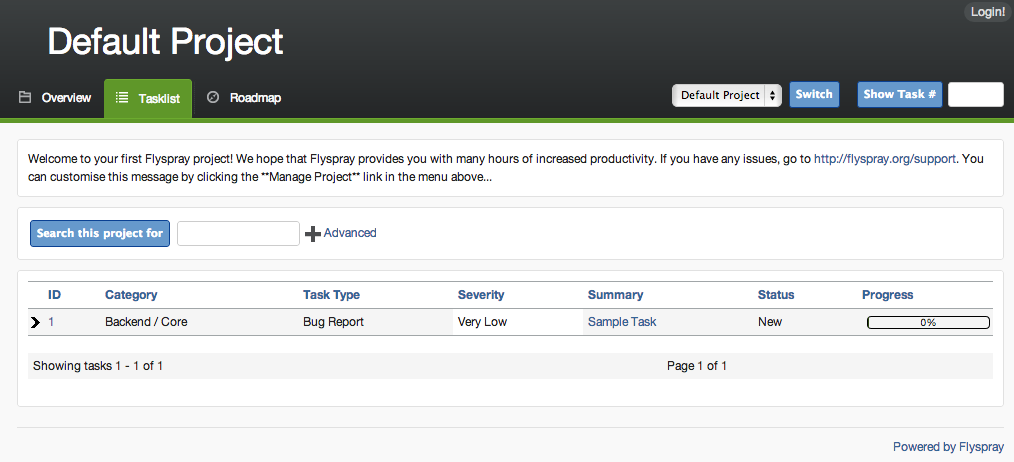 Login!
Default Project
Overview Tasklist Roadmap Default Project Switch Show Task #
Welcome to your first Flyspray project! We hope that Flyspray provides you with many hours of increased productivity. If you have any issues, go to http://flyspray.org/support. You
can customise this message by clicking the **Manage Project** link in the menu above...
Search this project for Advanced
ID Category Task Type Severity Summary Status Progress
1 Backend / Core Bug Report Very Low Sample Task New 0%
Showing tasks 1 - 1 of 1 Page 1 of 1
Powered by Flyspray